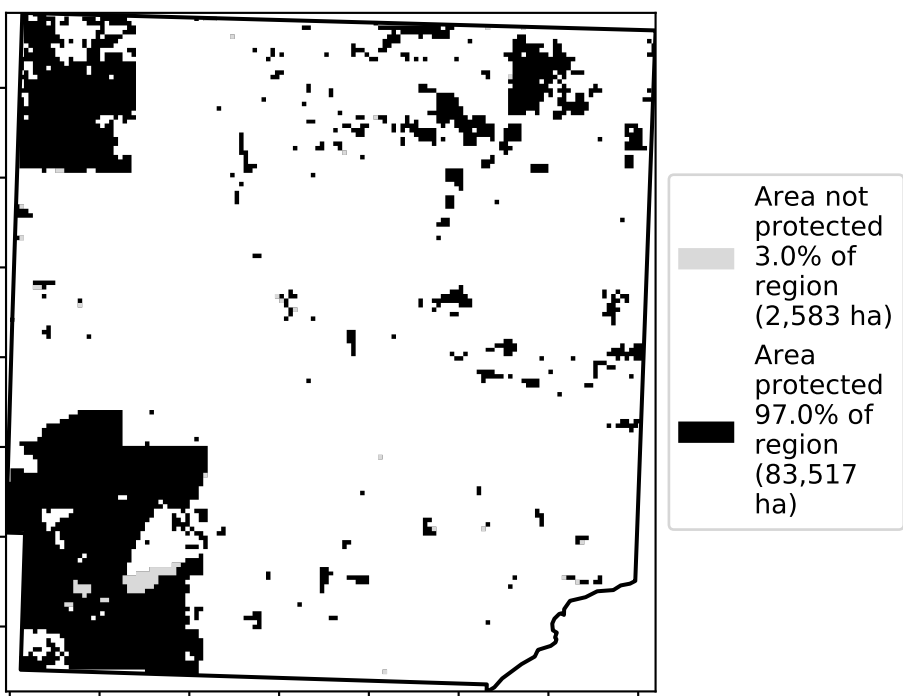 Area not
protected
3.0% of
region
(2,583 ha)
Area
protected
97.0% of
region
(83,517
ha)